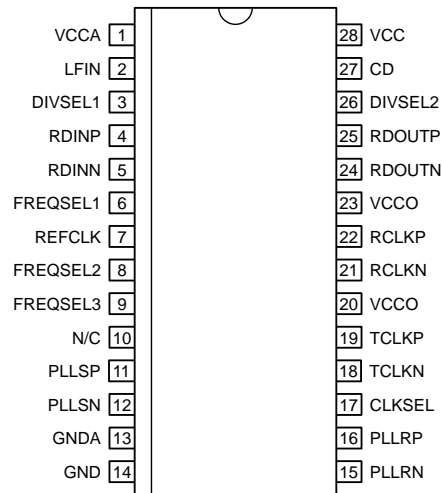 VCCA 1
LFIN 2
DIVSEL1 3
RDINP 4
RDINN 5
FREQSEL1 6
REFCLK 7
FREQSEL2 8
FREQSEL3 9
N/C 10
PLLSP 11
PLLSN 12
GNDA 13
GND 14
28 VCC
27 CD
26 DIVSEL2
25 RDOUTP
24 RDOUTN
23 VCCO
22 RCLKP
21 RCLKN
20 VCCO
19 TCLKP
18 TCLKN
17 CLKSEL
16 PLLRP
15 PLLRN